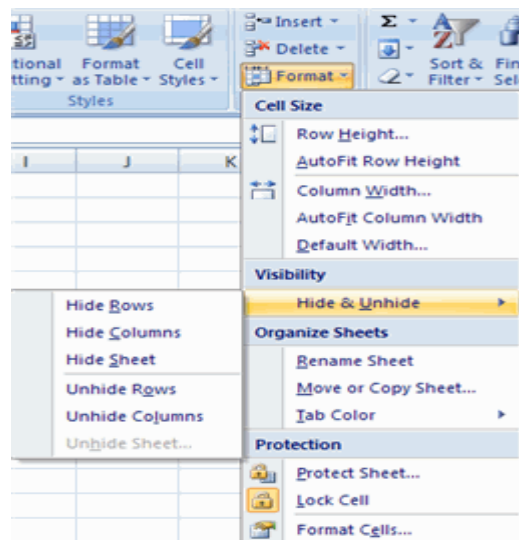 Insert
Σ
Delete
Format
tional Format Cell
tting as Table Styles
Sort & Fin
Filter Sel
Styles
Cell Size
I J K
Row Height...
AutoFit Row Height
Column Width...
AutoFit Column Width
Default Width...
Visibility
Hide & Unhide
Hide Rows
Hide Columns
Hide Sheet
Unhide Rows
Unhide Columns
Unhide Sheet...
Organize Sheets
Rename Sheet
Move or Copy Sheet...
Tab Color
Protection
Protect Sheet...
Lock Cell
Format Cells...